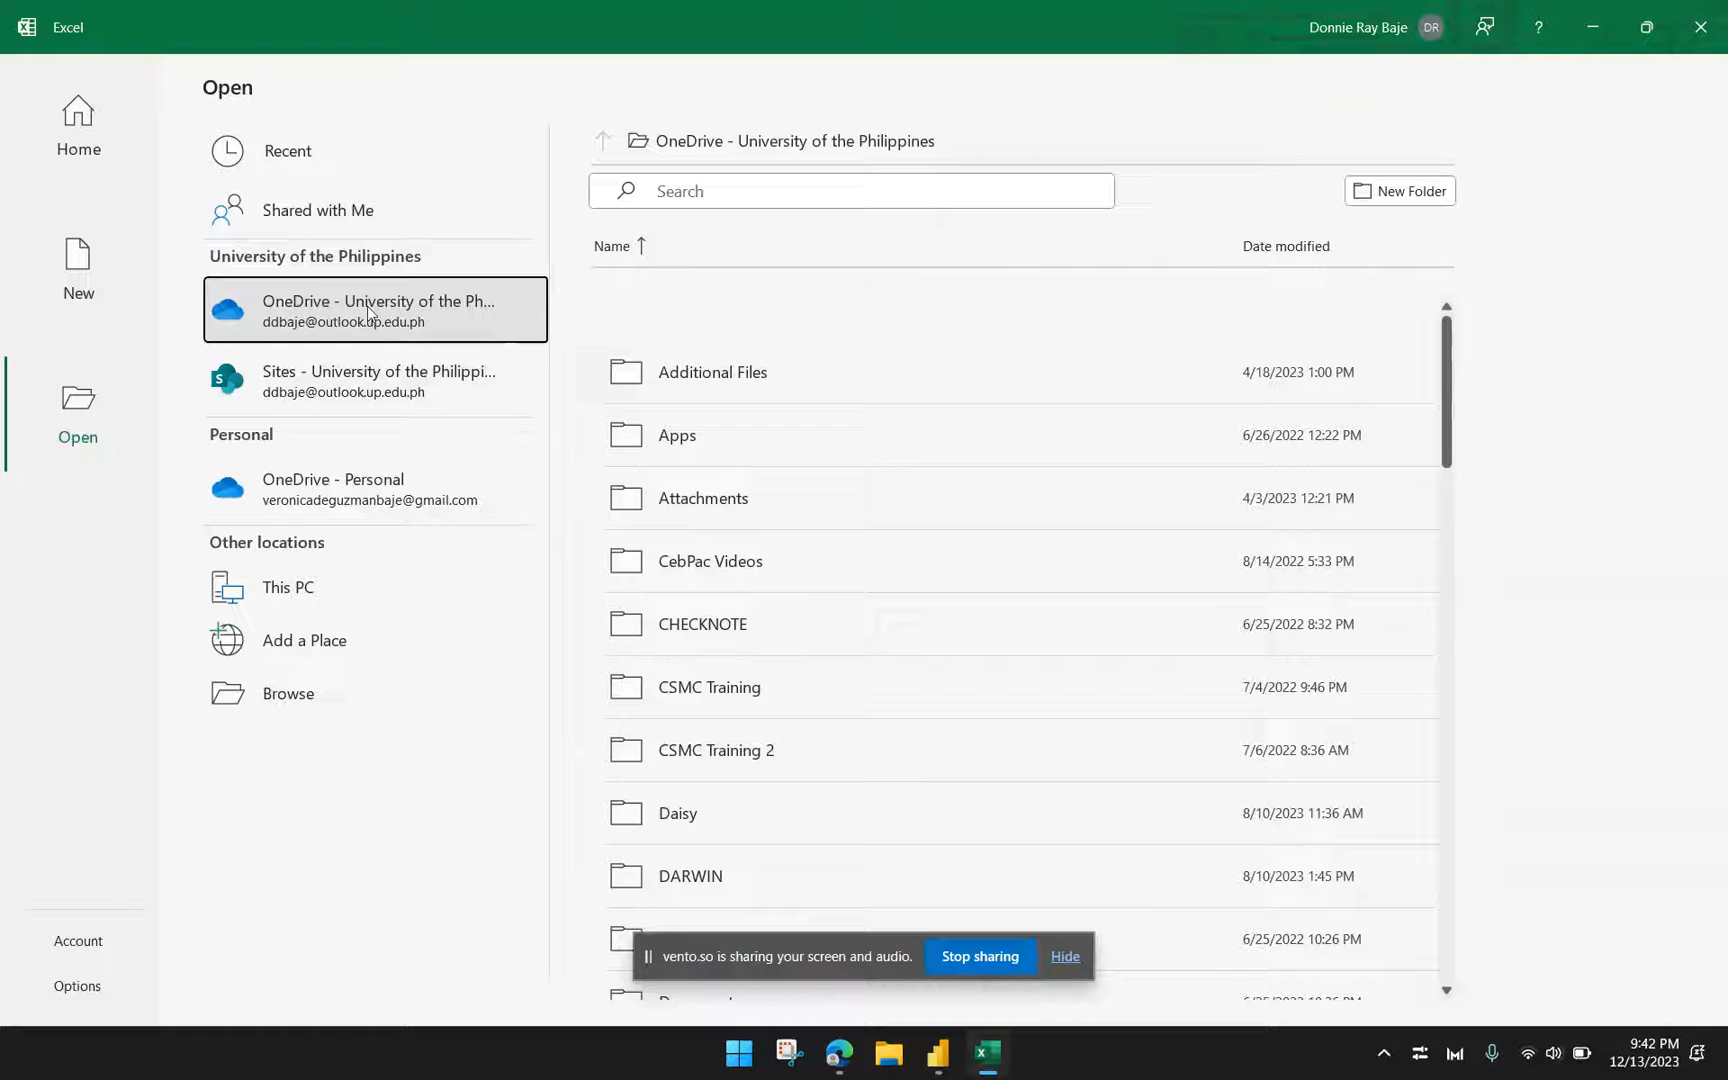 Excel
Donnie Ray Baje DR ?
Open
Home
New
Open
Account
Options
Recent
Shared with Me
University of the Philippines
OneDrive - University of the Ph...
ddbaje@outlook.up.edu.ph
Sites - University of the Philippi...
ddbaje@outlook.up.edu.ph
Personal
OneDrive - Personal
veronicadeguzmanbaje@gmail.com
Other locations
This PC
Add a Place
Browse
OneDrive - University of the Philippines
Search
New Folder
Name Date modified
Additional Files 4/18/2023 1:00 PM
Apps 6/26/2022 12:22 PM
Attachments 4/3/2023 12:21 PM
CebPac Videos 8/14/2022 5:33 PM
CHECKNOTE 6/25/2022 8:32 PM
CSMC Training 7/4/2022 9:46 PM
CSMC Training 2 7/6/2022 8:36 AM
Daisy 8/10/2023 11:36 AM
DARWIN 8/10/2023 1:45 PM
6/25/2022 10:26 PM
vento.so is sharing your screen and audio. Stop sharing Hide
9:42 PM
12/13/2023